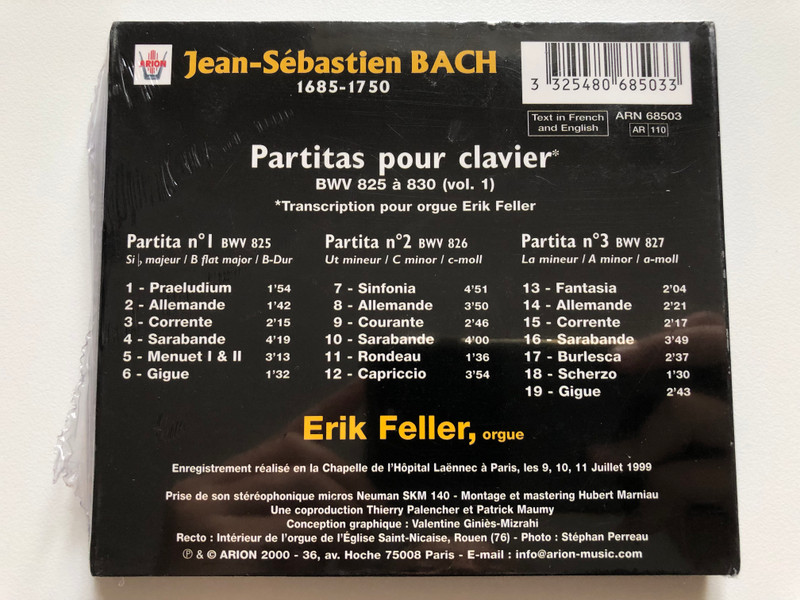 ARION
Jean-Sébastien BACH
1685-1750
3 325480 685033
Text in French
and English
ARN 68503
AR 110
Partitas pour clavier*
BWV 825 à 830 (vol. 1)
*Transcription pour orgue Erik Feller
Partita n°1 BWV 825
Si♭, majeur / B flat major / B-Dur
1 - Praeludium 1'54
2 - Allemande 1'42
3 - Corrente 2'15
4 - Sarabande 4'19
5 - Menuet I & II 3'13
6 - Gigue 1'32
Partita n°2 BWV 826
Ut mineur / C minor / c-moll
7 - Sinfonia 4'51
8 - Allemande 3'50
9 - Courante 2'46
10 - Sarabande 4'00
11 - Rondeau 1'36
12 - Capriccio 3'54
Partita n°3 BWV 827
La mineur / A minor / a-moll
13 - Fantasia 2'04
14 - Allemande 2'21
15 - Corrente 2'17
16 - Sarabande 3'49
17 - Burlesca 2'37
18 - Scherzo 1'30
19 - Gigue 2'43
Erik Feller, orgue
Enregistrement réalisé en la Chapelle de l'Hôpital Laënnec à Paris, les 9, 10, 11 Juillet 1999
Prise de son stéréophonique micros Neuman SKM 140 - Montage et mastering Hubert Marniau
Une coproduction Thierry Palencher et Patrick Maumy
Conception graphique : Valentine Giniès-Mizrahi
Recto : Intérieur de l'orgue de l'Église Saint-Nicaise, Rouen (76) - Photo : Stéphan Perreau
℗ & © ARION 2000 - 36, av. Hoche 75008 Paris - E-mail : info@arion-music.com